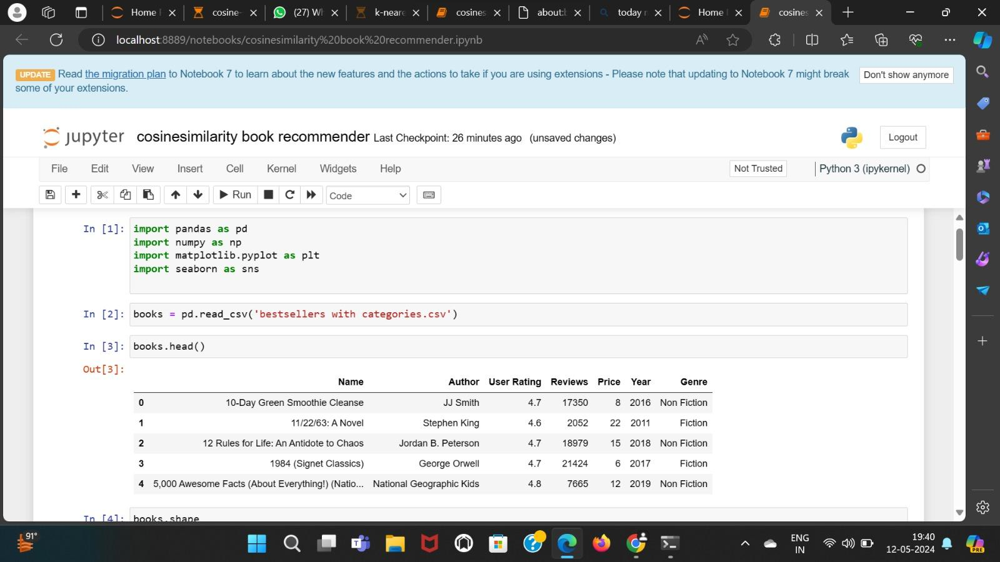 Home
cosine-
(27) W
k-neare
cosines
about:
today
Home
cosines
localhost:8889/notebooks/cosinesimilarity%20book%20recommender.ipynb
UPDATE Read the migration plan to Notebook 7 to learn about the new features and the actions to take if you are using extensions - Please note that updating to Notebook 7 might break
some of your extensions.
Don't show anymore
jupyter cosinesimilarity book recommender Last Checkpoint: 26 minutes ago (unsaved changes)
Logout
File Edit View Insert Cell Kernel Widgets Help
Not Trusted
Python 3 (ipykernel)
Run
Code
In [1]: import pandas as pd
import numpy as np
import matplotlib.pyplot as plt
import seaborn as sns
In [2]: books = pd.read_csv('bestsellers with categories.csv')
In [3]: books.head()
Out[3]:
Name Author User Rating Reviews Price Year Genre
0 10-Day Green Smoothie Cleanse JJ Smith 4.7 17350 8 2016 Non Fiction
1 11/22/63: A Novel Stephen King 4.6 2052 22 2011 Fiction
2 12 Rules for Life: An Antidote to Chaos Jordan B. Peterson 4.7 18979 15 2018 Non Fiction
3 1984 (Signet Classics) George Orwell 4.7 21424 6 2017 Fiction
4 5,000 Awesome Facts (About Everything!) (Natio... National Geographic Kids 4.8 7665 12 2019 Non Fiction
In [4]: books.shape
91°
ENG
IN
19:40
12-05-2024
PRE